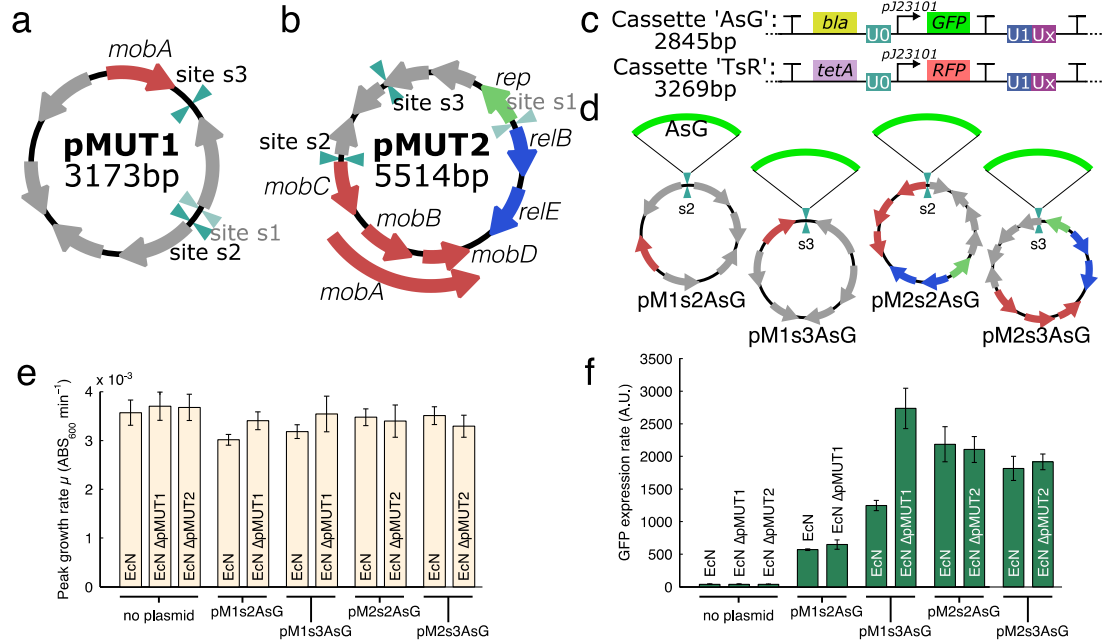 a
mobA
site s3
pMUT1
3173bp
site s1
site s2
b
rep
site s1
site s3
site s2
pMUT2
5514bp
relB
mobC
mobB
relE
mobD
mobA
c
Cassette 'AsG':
2845bp
bla
U0
pJ23101
GFP
U1
Ux
Cassette 'TsR':
3269bp
tetA
U0
pJ23101
RFP
U1
Ux
d
AsG
s2
pM1s2AsG
s3
pM1s3AsG
s2
pM2s2AsG
s3
pM2s3AsG
e
x 10⁻³
Peak growth rate μ (ABS₆₀₀ min⁻¹)
4
3
2
1
0
EcN
EcN ΔpMUT1
EcN ΔpMUT2
EcN
EcN ΔpMUT1
EcN
EcN ΔpMUT1
EcN
EcN ΔpMUT2
EcN
EcN ΔpMUT2
no plasmid
pM1s2AsG
pM1s3AsG
pM2s2AsG
pM2s3AsG
f
GFP expression rate (A.U.)
3500
3000
2500
2000
1500
1000
500
0
EcN
EcN ΔpMUT1
EcN ΔpMUT2
EcN
EcN ΔpMUT1
EcN
EcN ΔpMUT1
EcN
EcN ΔpMUT2
EcN
EcN ΔpMUT2
no plasmid
pM1s2AsG
pM1s3AsG
pM2s2AsG
pM2s3AsG